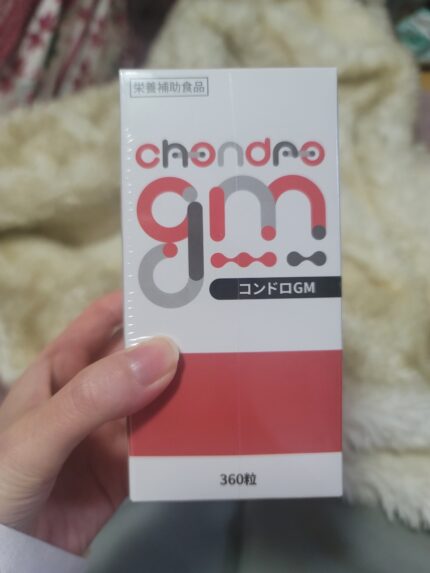 栄養補助食品
chondro
gm
コンドロGM
360粒